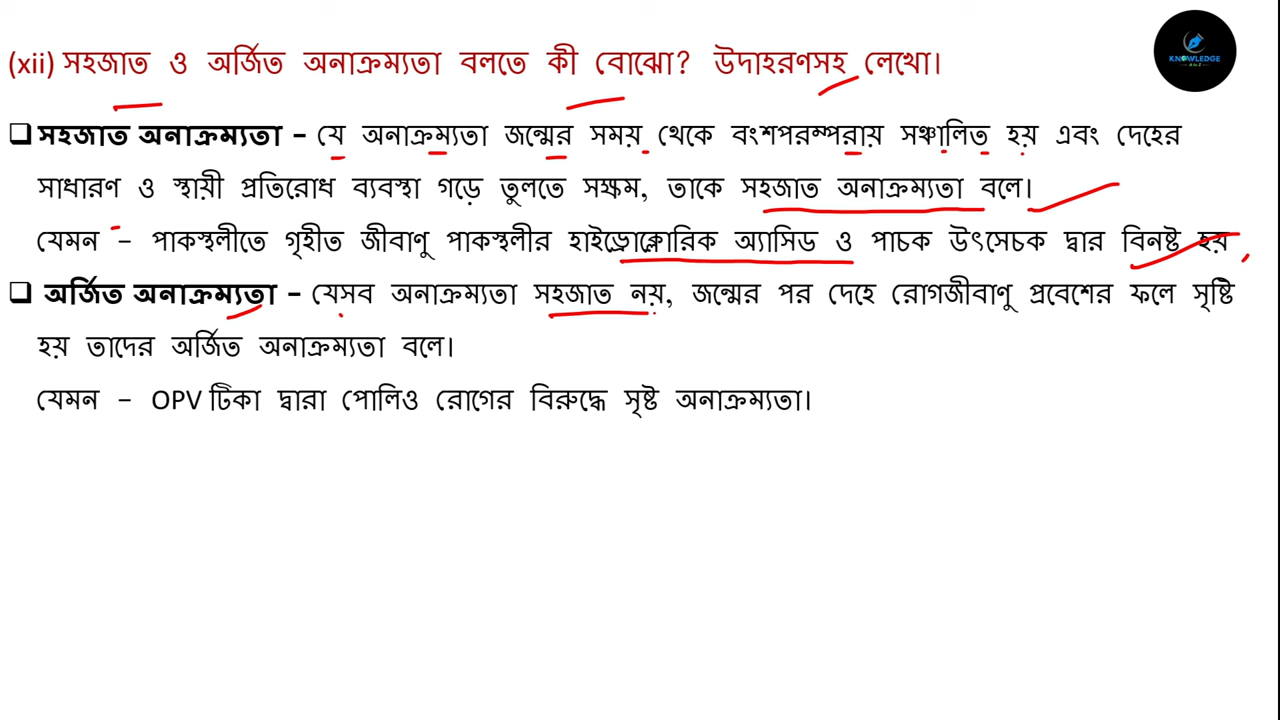 (xii) সহজাত ও অর্জিত অনাক্রম্যতা বলতে কী বোঝো? উদাহরণসহ লেখো।
KNOWLEDGE
A to Z
❑ সহজাত অনাক্রম্যতা – যে অনাক্রম্যতা জন্মের সময় থেকে বংশপরম্পরায় সঞ্চালিত হয় এবং দেহের
সাধারণ ও স্থায়ী প্রতিরোধ ব্যবস্থা গড়ে তুলতে সক্ষম, তাকে সহজাত অনাক্রম্যতা বলে।
যেমন – পাকস্থলীতে গৃহীত জীবাণু পাকস্থলীর হাইড্রোক্লোরিক অ্যাসিড ও পাচক উৎসেচক দ্বার বিনষ্ট হয়
❑ অর্জিত অনাক্রম্যতা – যেসব অনাক্রম্যতা সহজাত নয়, জন্মের পর দেহে রোগজীবাণু প্রবেশের ফলে সৃষ্টি
হয় তাদের অর্জিত অনাক্রম্যতা বলে।
যেমন – OPV টিকা দ্বারা পোলিও রোগের বিরুদ্ধে সৃষ্ট অনাক্রম্যতা।